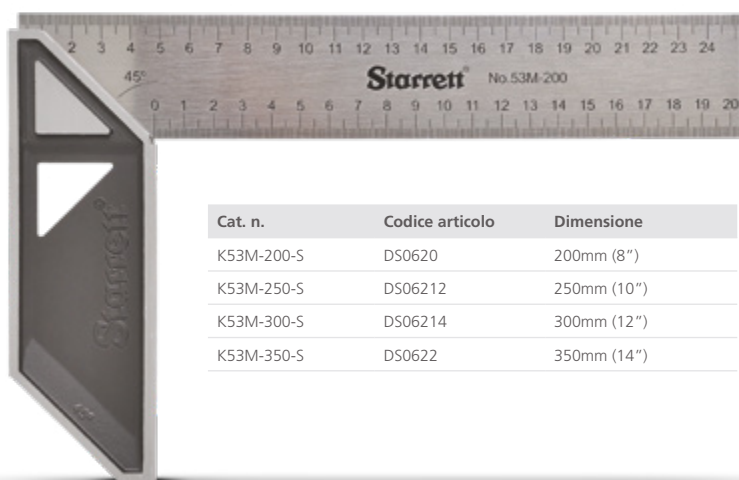 2 3 4 5 6 7 8 9 10 11 12 13 14 15 16 17 18 19 20 21 22 23 24
45°
Starrett® No.53M-200
0 1 2 3 4 5 6 7 8 9 10 11 12 13 14 15 16 17 18 19 20
Starrett®
45°
Cat. n. Codice articolo Dimensione
K53M-200-S DS0620 200mm (8”)
K53M-250-S DS06212 250mm (10”)
K53M-300-S DS06214 300mm (12”)
K53M-350-S DS0622 350mm (14”)